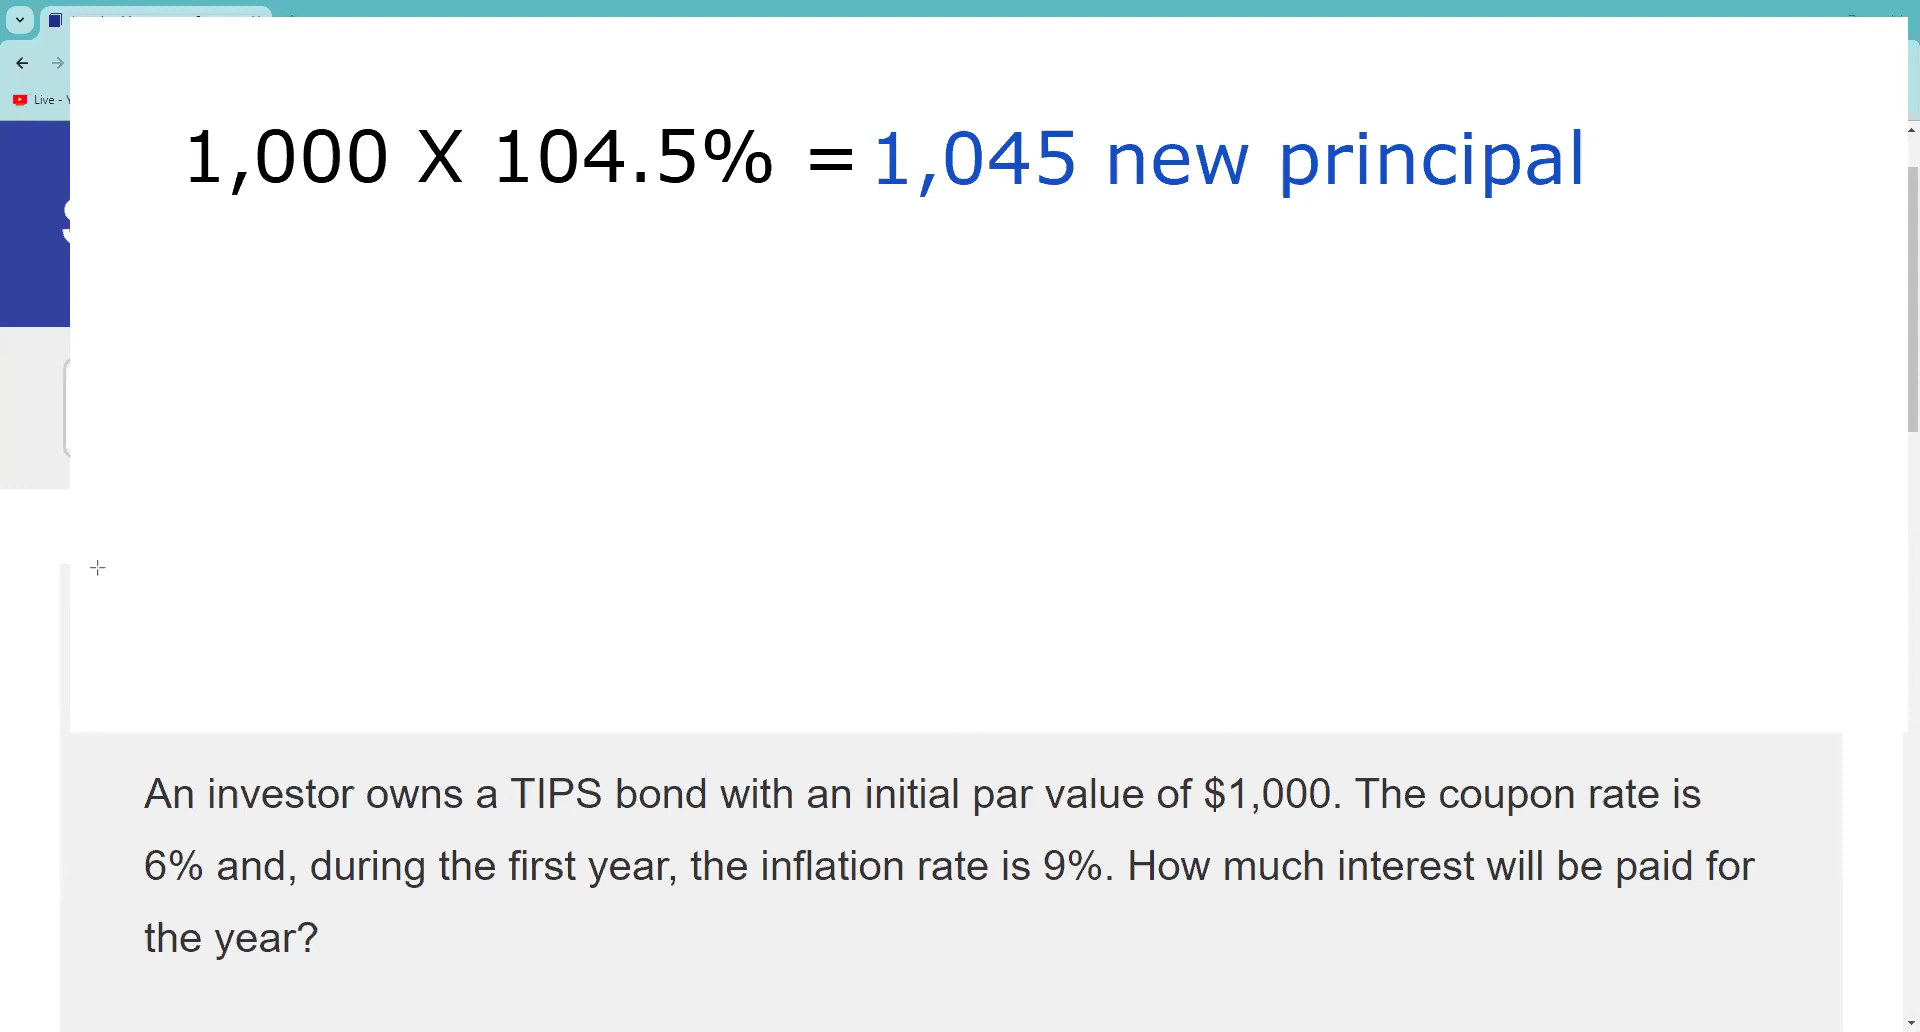 Live - Y
1,000 X 104.5% = 1,045 new principal
An investor owns a TIPS bond with an initial par value of $1,000. The coupon rate is
6% and, during the first year, the inflation rate is 9%. How much interest will be paid for
the year?